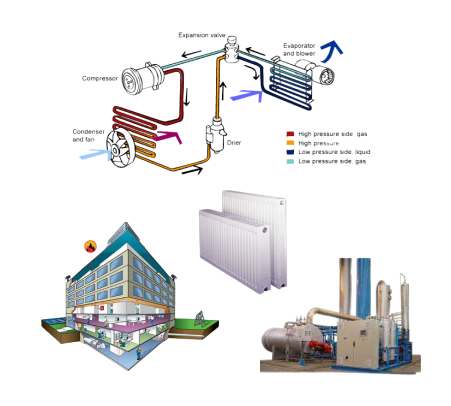 Expansion valve
Evaporator
and blower
Compressor
Condenser
and fan
Drier
High pressure side gas
High pressure
Low pressure side, liquid
Low pressure side, gas